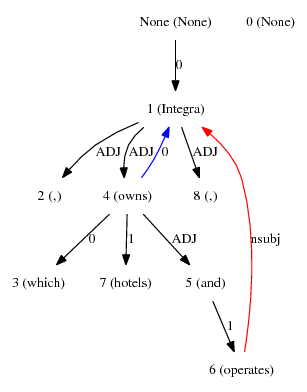 None (None) 0 (None)
0
1 (Integra)
ADJ ADJ 0 ADJ
2 (,) 4 (owns) 8 (,)
0 1 ADJ nsubj
3 (which) 7 (hotels) 5 (and)
1
6 (operates)